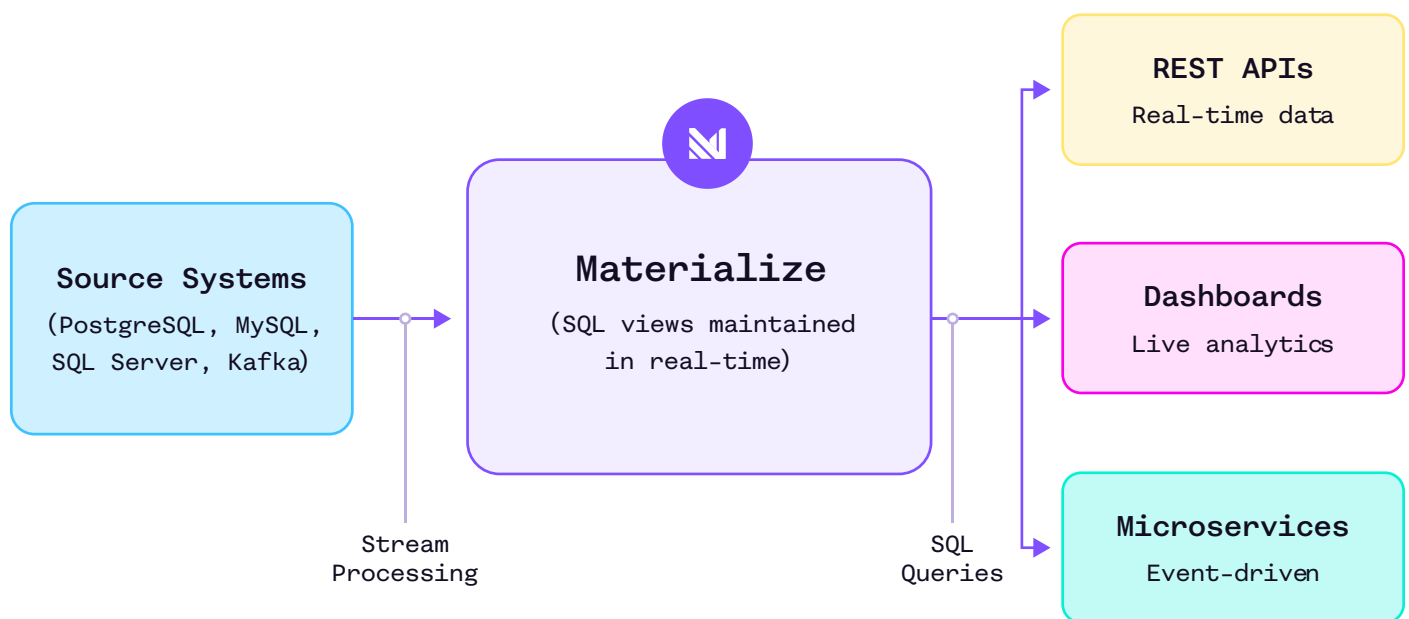 Source Systems
(PostgreSQL, MySQL,
SQL Server, Kafka)
Stream
Processing
Materialize
(SQL views maintained
in real-time)
SQL
Queries
REST APIs
Real-time data
Dashboards
Live analytics
Microservices
Event-driven